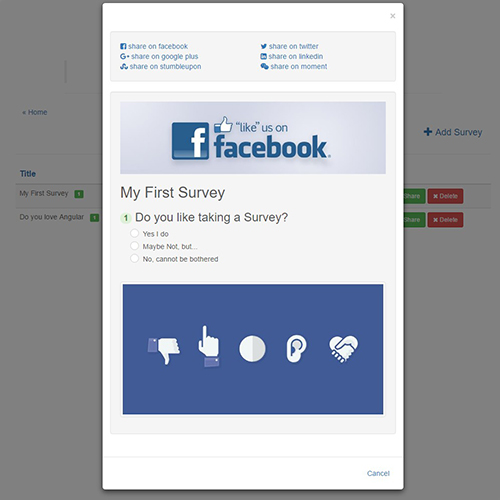 ×
share on facebook
share on twitter
share on google plus
share on linkedin
share on stumbleupon
share on moment
« Home
"like" us on
facebook
Add Survey
Title
My First Survey 1
Share
Delete
Do you love Angular 1
Share
Delete
My First Survey
1 Do you like taking a Survey?
Yes I do
Maybe Not, but...
No, cannot be bothered
Cancel